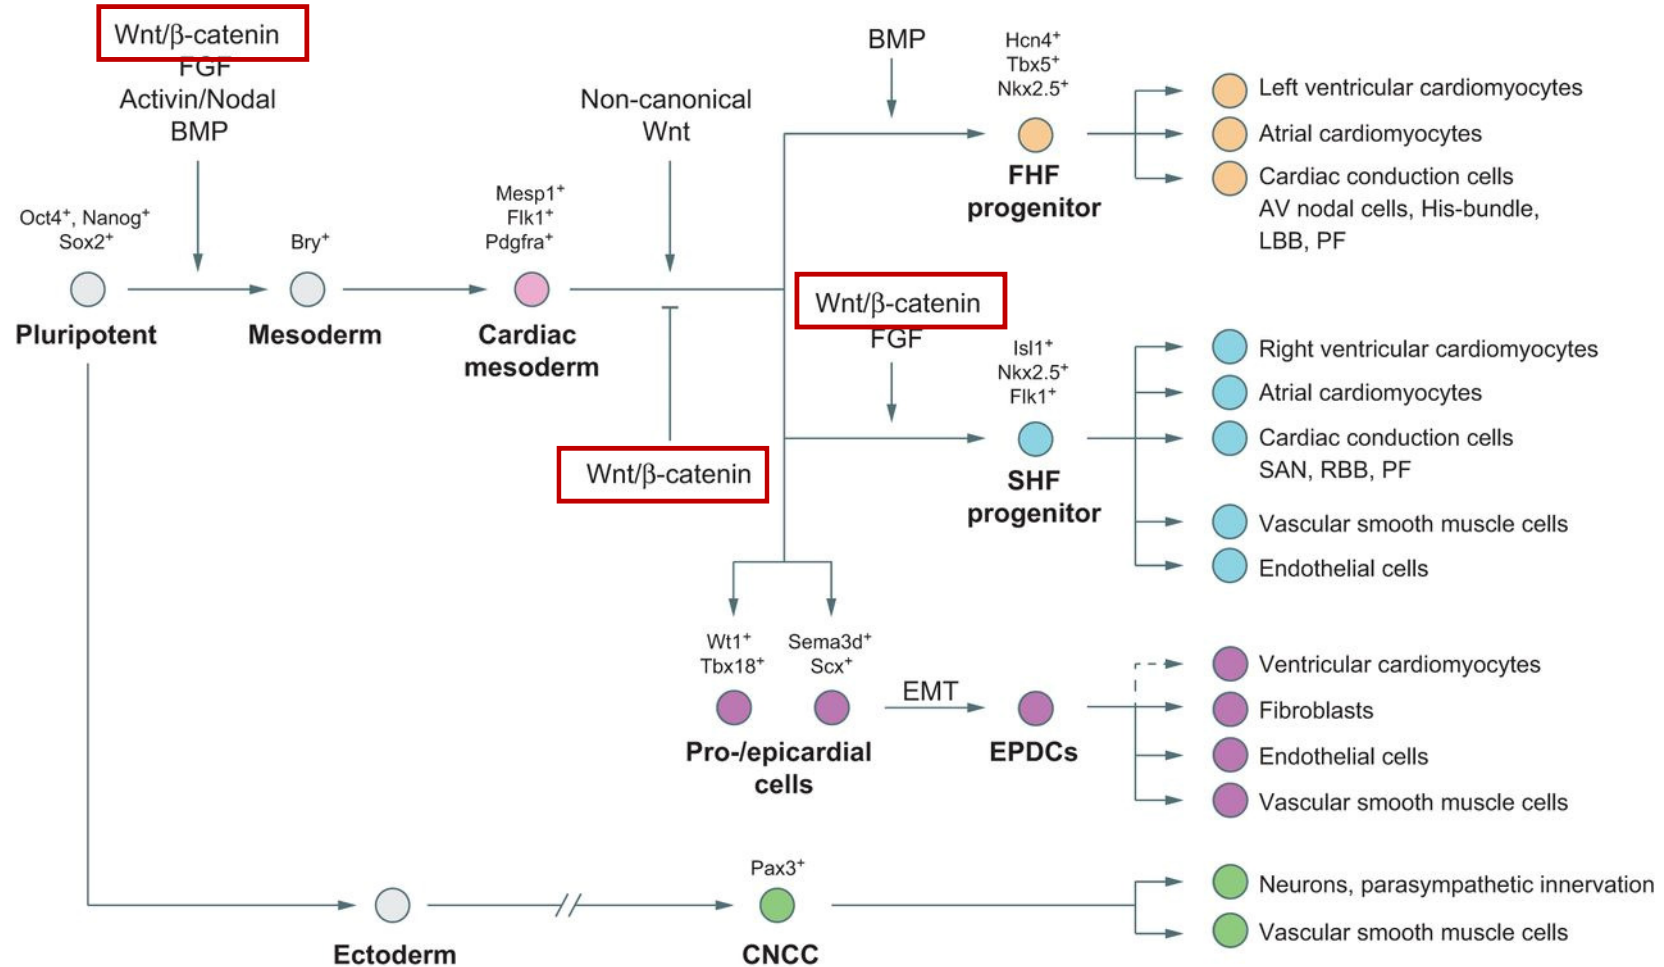 Wnt/β-catenin
FGF
Activin/Nodal
BMP
Oct4⁺, Nanog⁺
Sox2⁺
Pluripotent
Bry⁺
Mesoderm
Mesp1⁺
Flk1⁺
Pdgfra⁺
Cardiac
mesoderm
Non-canonical
Wnt
Wnt/β-catenin
BMP
Hcn4⁺
Tbx5⁺
Nkx2.5⁺
FHF
progenitor
Left ventricular cardiomyocytes
Atrial cardiomyocytes
Cardiac conduction cells
AV nodal cells, His-bundle,
LBB, PF
Wnt/β-catenin
FGF
Isl1⁺
Nkx2.5⁺
Flk1⁺
SHF
progenitor
Right ventricular cardiomyocytes
Atrial cardiomyocytes
Cardiac conduction cells
SAN, RBB, PF
Vascular smooth muscle cells
Endothelial cells
Wt1⁺
Tbx18⁺
Sema3d⁺
Scx⁺
Pro-/epicardial
cells
EMT
EPDCs
Ventricular cardiomyocytes
Fibroblasts
Endothelial cells
Vascular smooth muscle cells
Ectoderm
Pax3⁺
CNCC
Neurons, parasympathetic innervation
Vascular smooth muscle cells